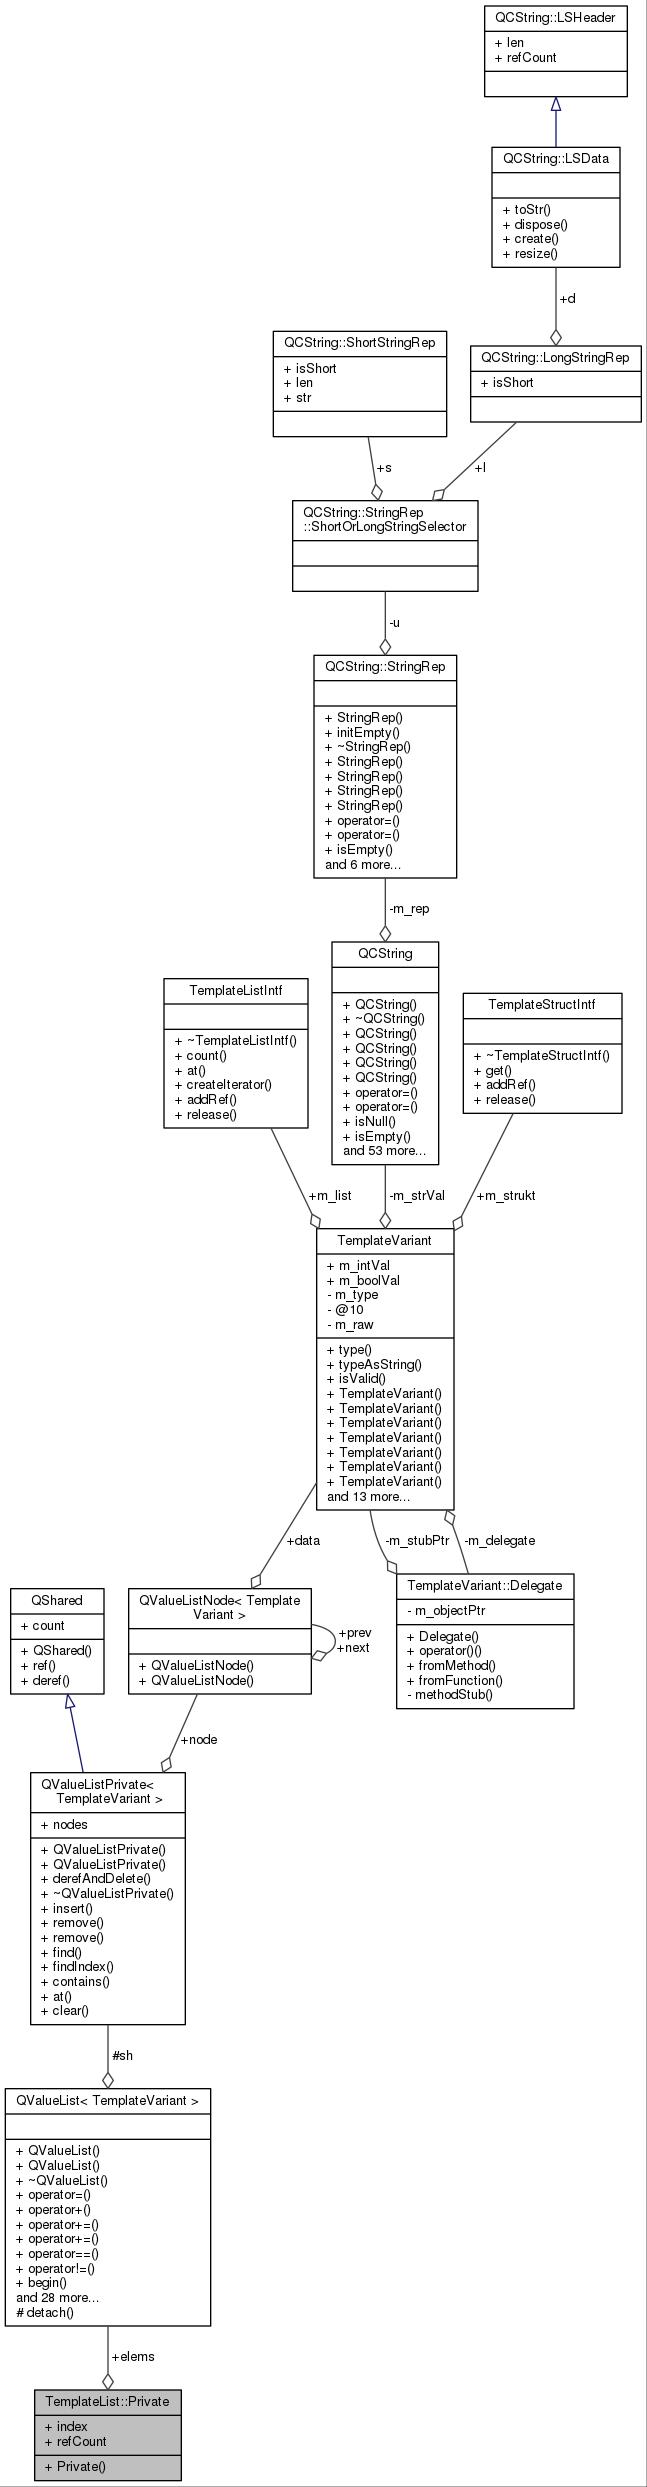 QCString::LSHeader
+ len
+ refCount
QCString::LSData
+ toStr()
+ dispose()
+ create()
+ resize()
+d
QCString::ShortStringRep
+ isShort
+ len
+ str
QCString::LongStringRep
+ isShort
+s
+l
QCString::StringRep
::ShortOrLongStringSelector
-u
QCString::StringRep
+ StringRep()
+ initEmpty()
+ ~StringRep()
+ StringRep()
+ StringRep()
+ StringRep()
+ StringRep()
+ operator=()
+ operator=()
+ isEmpty()
and 6 more...
-m_rep
TemplateListIntf
+ ~TemplateListIntf()
+ count()
+ at()
+ createIterator()
+ addRef()
+ release()
QCString
+ QCString()
+ ~QCString()
+ QCString()
+ QCString()
+ QCString()
+ QCString()
+ operator=()
+ operator=()
+ isNull()
+ isEmpty()
and 53 more...
TemplateStructIntf
+ ~TemplateStructIntf()
+ get()
+ addRef()
+ release()
+m_list
-m_strVal
+m_strukt
TemplateVariant
+ m_intVal
+ m_boolVal
- m_type
- @10
- m_raw
+ type()
+ typeAsString()
+ isValid()
+ TemplateVariant()
+ TemplateVariant()
+ TemplateVariant()
+ TemplateVariant()
+ TemplateVariant()
+ TemplateVariant()
+ TemplateVariant()
and 13 more...
+data
-m_stubPtr
-m_delegate
QShared
+ count
+ QShared()
+ ref()
+ deref()
QValueListNode< Template
Variant >
+ QValueListNode()
+ QValueListNode()
+prev
+next
TemplateVariant::Delegate
- m_objectPtr
+ Delegate()
+ operator()()
+ fromMethod()
+ fromFunction()
- methodStub()
+node
QValueListPrivate<
TemplateVariant >
+ nodes
+ QValueListPrivate()
+ QValueListPrivate()
+ derefAndDelete()
+ ~QValueListPrivate()
+ insert()
+ remove()
+ remove()
+ find()
+ findIndex()
+ contains()
+ at()
+ clear()
#sh
QValueList< TemplateVariant >
+ QValueList()
+ QValueList()
+ ~QValueList()
+ operator=()
+ operator+()
+ operator+=()
+ operator+=()
+ operator==()
+ operator!=()
+ begin()
and 28 more...
# detach()
+elems
TemplateList::Private
+ index
+ refCount
+ Private()